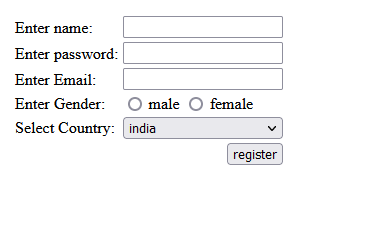 Enter name:
Enter password:
Enter Email:
Enter Gender: male female
Select Country: india
register